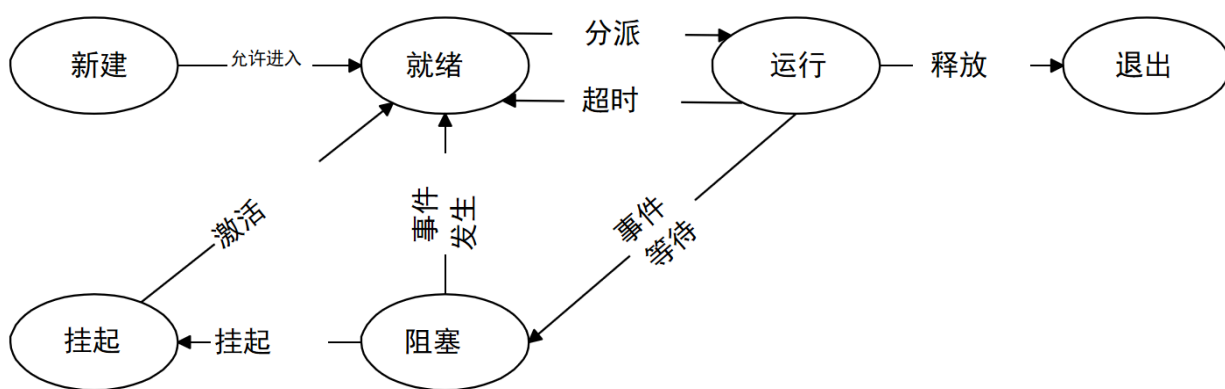 新建
允许进入
就绪
分派
超时
运行
释放
退出
激活
事件
发生
事件
等待
挂起
挂起
阻塞